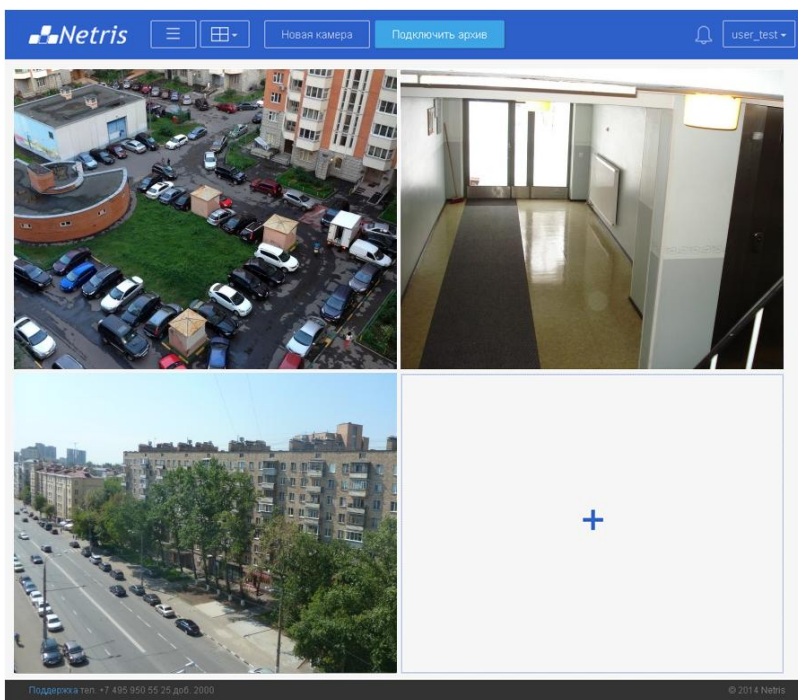 Netris
Новая камера
Подключить архив
user_test
Поддержка тел. +7 495 950 55 25 доб. 2000
© 2014 Netris